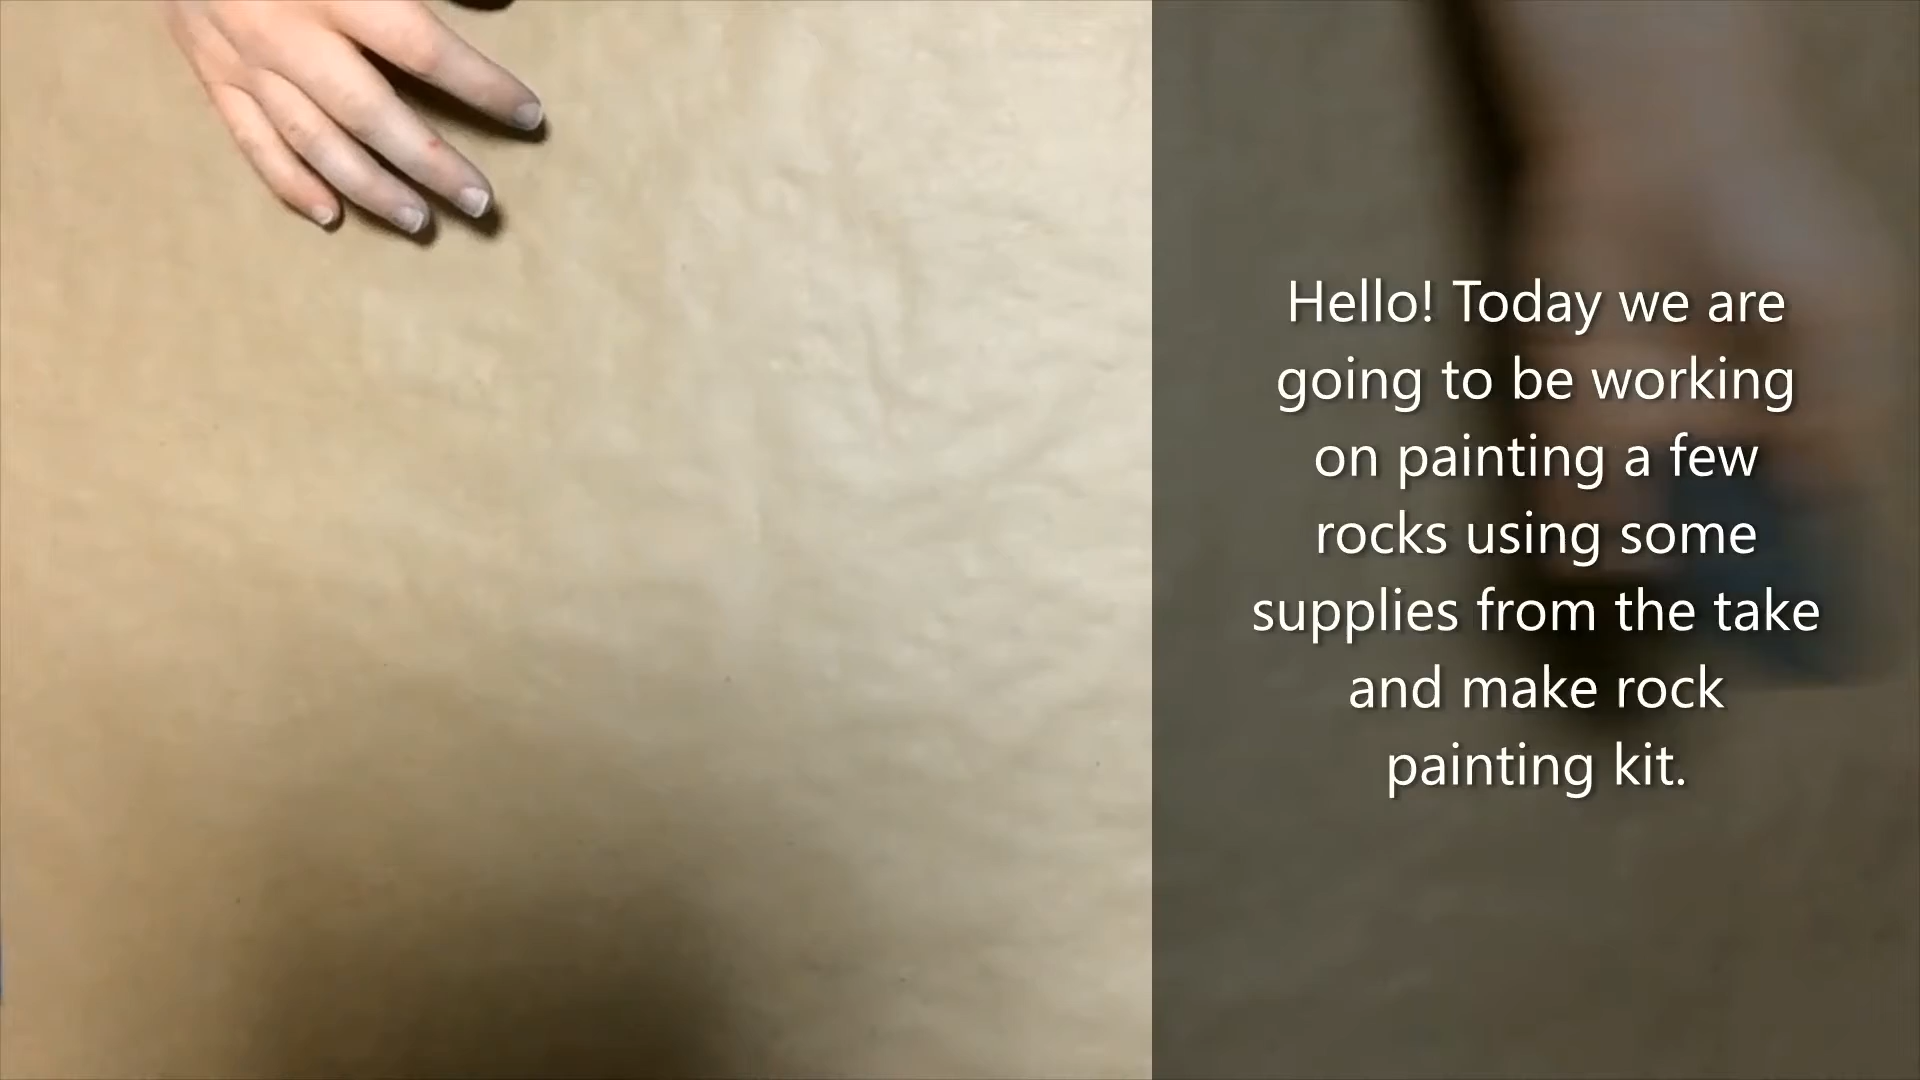 Hello! Today we are
going to be working
on painting a few
rocks using some
supplies from the take
and make rock
painting kit.